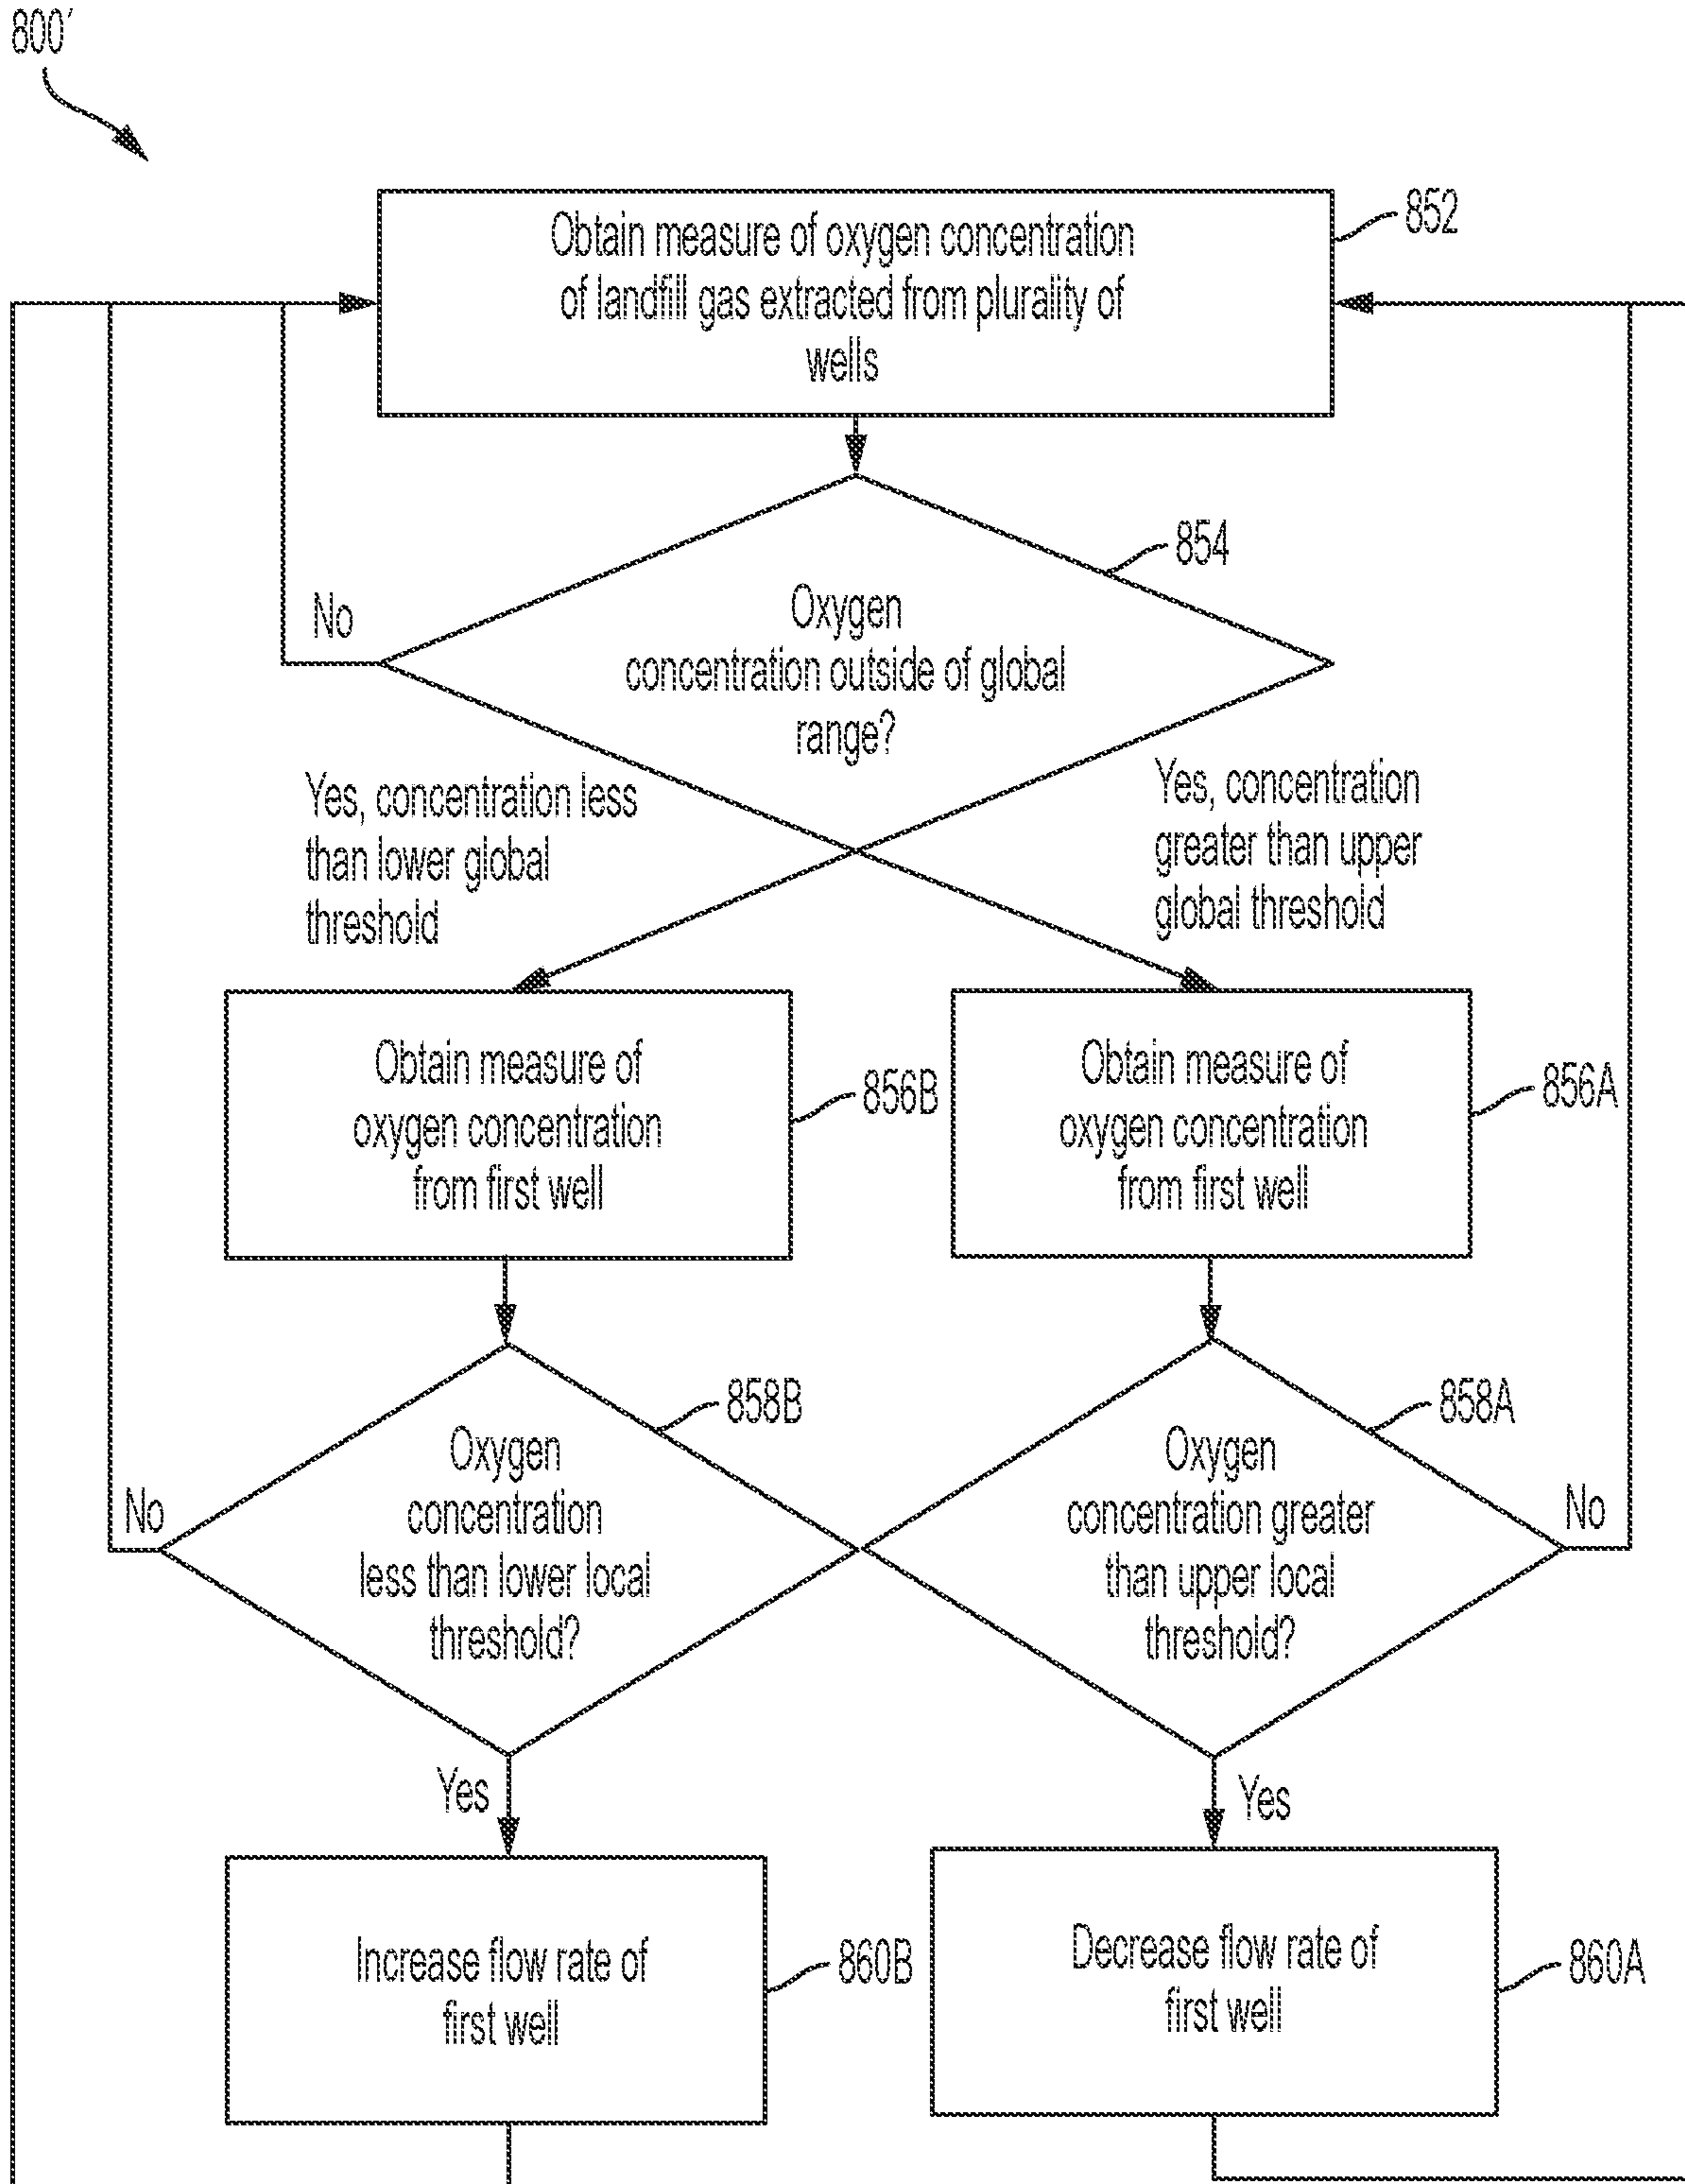 800′
Obtain measure of oxygen concentration
of landfill gas extracted from plurality of
wells
852
854
Oxygen
concentration outside of global
range?
No
Yes, concentration less
than lower global
threshold
Yes, concentration
greater than upper
global threshold
Obtain measure of
oxygen concentration
from first well
856B
Obtain measure of
oxygen concentration
from first well
856A
858B
Oxygen
concentration
less than lower local
threshold?
No
858A
Oxygen
concentration greater
than upper local
threshold?
No
Yes
Yes
Increase flow rate of
first well
860B
Decrease flow rate of
first well
860A